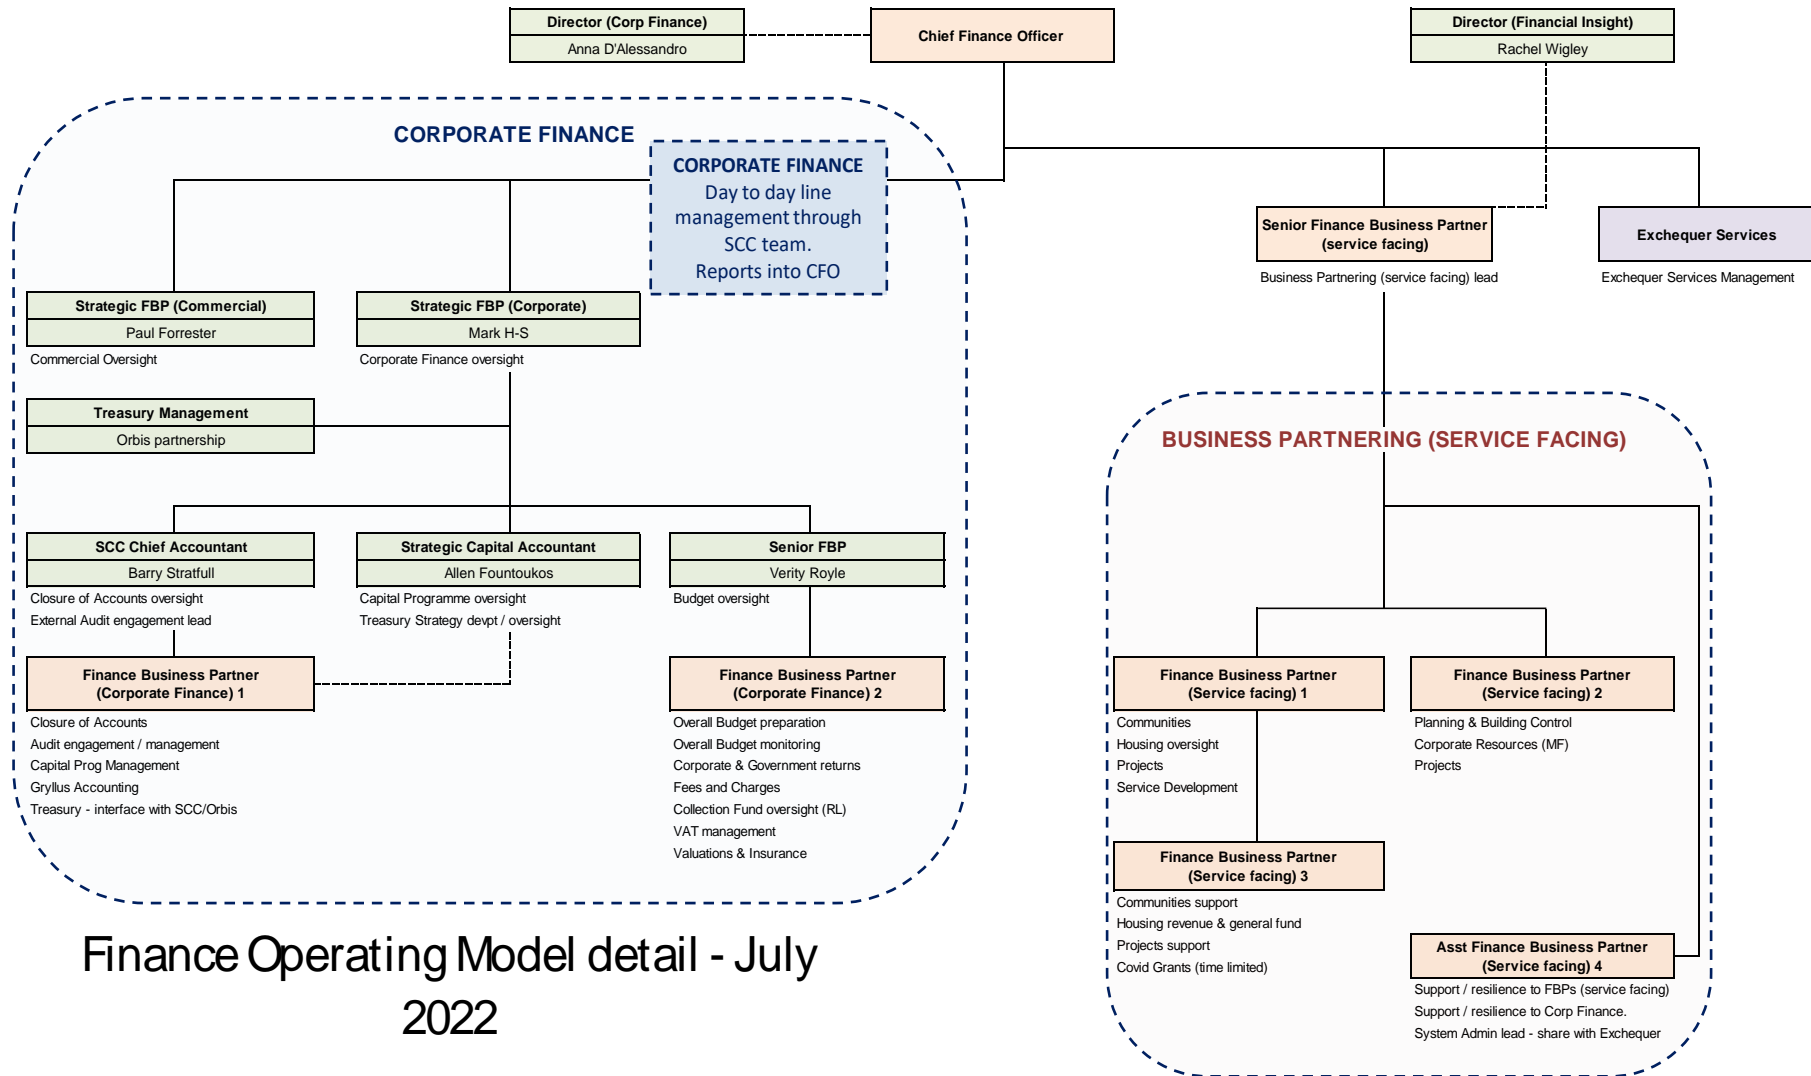 Director (Corp Finance)
Anna D'Alessandro
Chief Finance Officer
Director (Financial Insight)
Rachel Wigley
CORPORATE FINANCE
CORPORATE FINANCE
Day to day line
management through
SCC team.
Reports into CFO
Senior Finance Business Partner
(service facing)
Business Partnering (service facing) lead
Exchequer Services
Exchequer Services Management
Strategic FBP (Commercial)
Paul Forrester
Commercial Oversight
Strategic FBP (Corporate)
Mark H-S
Corporate Finance oversight
Treasury Management
Orbis partnership
SCC Chief Accountant
Barry Stratfull
Closure of Accounts oversight
External Audit engagement lead
Strategic Capital Accountant
Allen Fountoukos
Capital Programme oversight
Treasury Strategy devpt / oversight
Senior FBP
Verity Royle
Budget oversight
Finance Business Partner
(Corporate Finance) 1
Closure of Accounts
Audit engagement / management
Capital Prog Management
Gryllus Accounting
Treasury - interface with SCC/Orbis
Finance Business Partner
(Corporate Finance) 2
Overall Budget preparation
Overall Budget monitoring
Corporate & Government returns
Fees and Charges
Collection Fund oversight (RL)
VAT management
Valuations & Insurance
BUSINESS PARTNERING (SERVICE FACING)
Finance Business Partner
(Service facing) 1
Communities
Housing oversight
Projects
Service Development
Finance Business Partner
(Service facing) 2
Planning & Building Control
Corporate Resources (MF)
Projects
Finance Business Partner
(Service facing) 3
Communities support
Housing revenue & general fund
Projects support
Covid Grants (time limited)
Asst Finance Business Partner
(Service facing) 4
Support / resilience to FBPs (service facing)
Support / resilience to Corp Finance.
System Admin lead - share with Exchequer
Finance Operating Model detail - July
2022